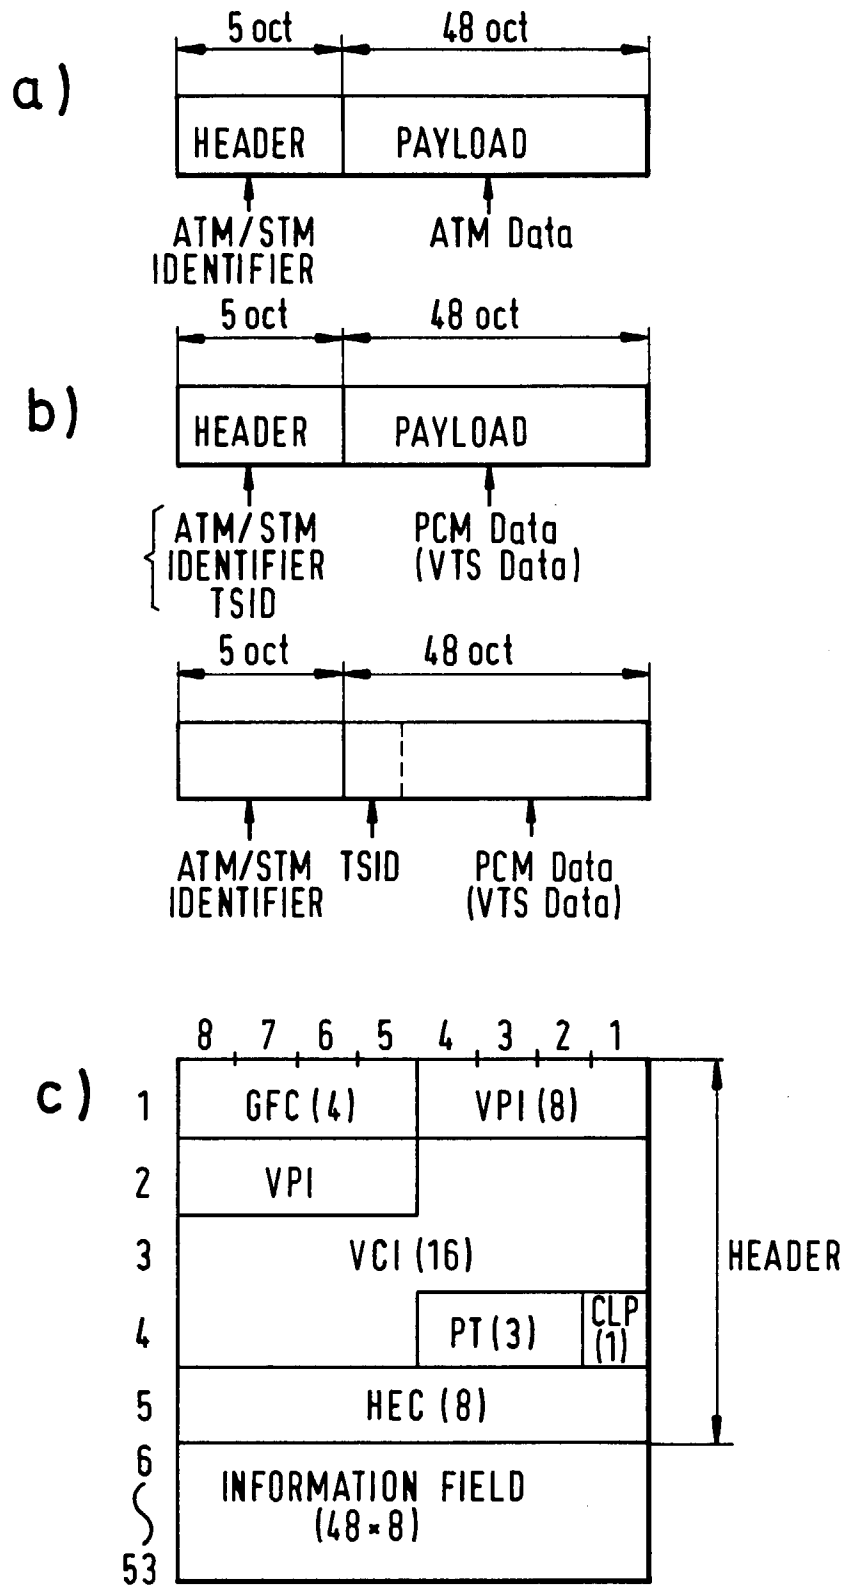 5 oct 48 oct
a)
HEADER PAYLOAD
ATM/STM ATM Data
IDENTIFIER
5 oct 48 oct
b)
HEADER PAYLOAD
ATM/STM PCM Data
IDENTIFIER (VTS Data)
TSID
5 oct 48 oct
ATM/STM TSID PCM Data
IDENTIFIER (VTS Data)
8 7 6 5 4 3 2 1
c) 1 GFC (4) VPI (8)
2 VPI
3 VCI (16) HEADER
4 PT (3) CLP
(1)
5 HEC (8)
6
INFORMATION FIELD
(48×8)
53